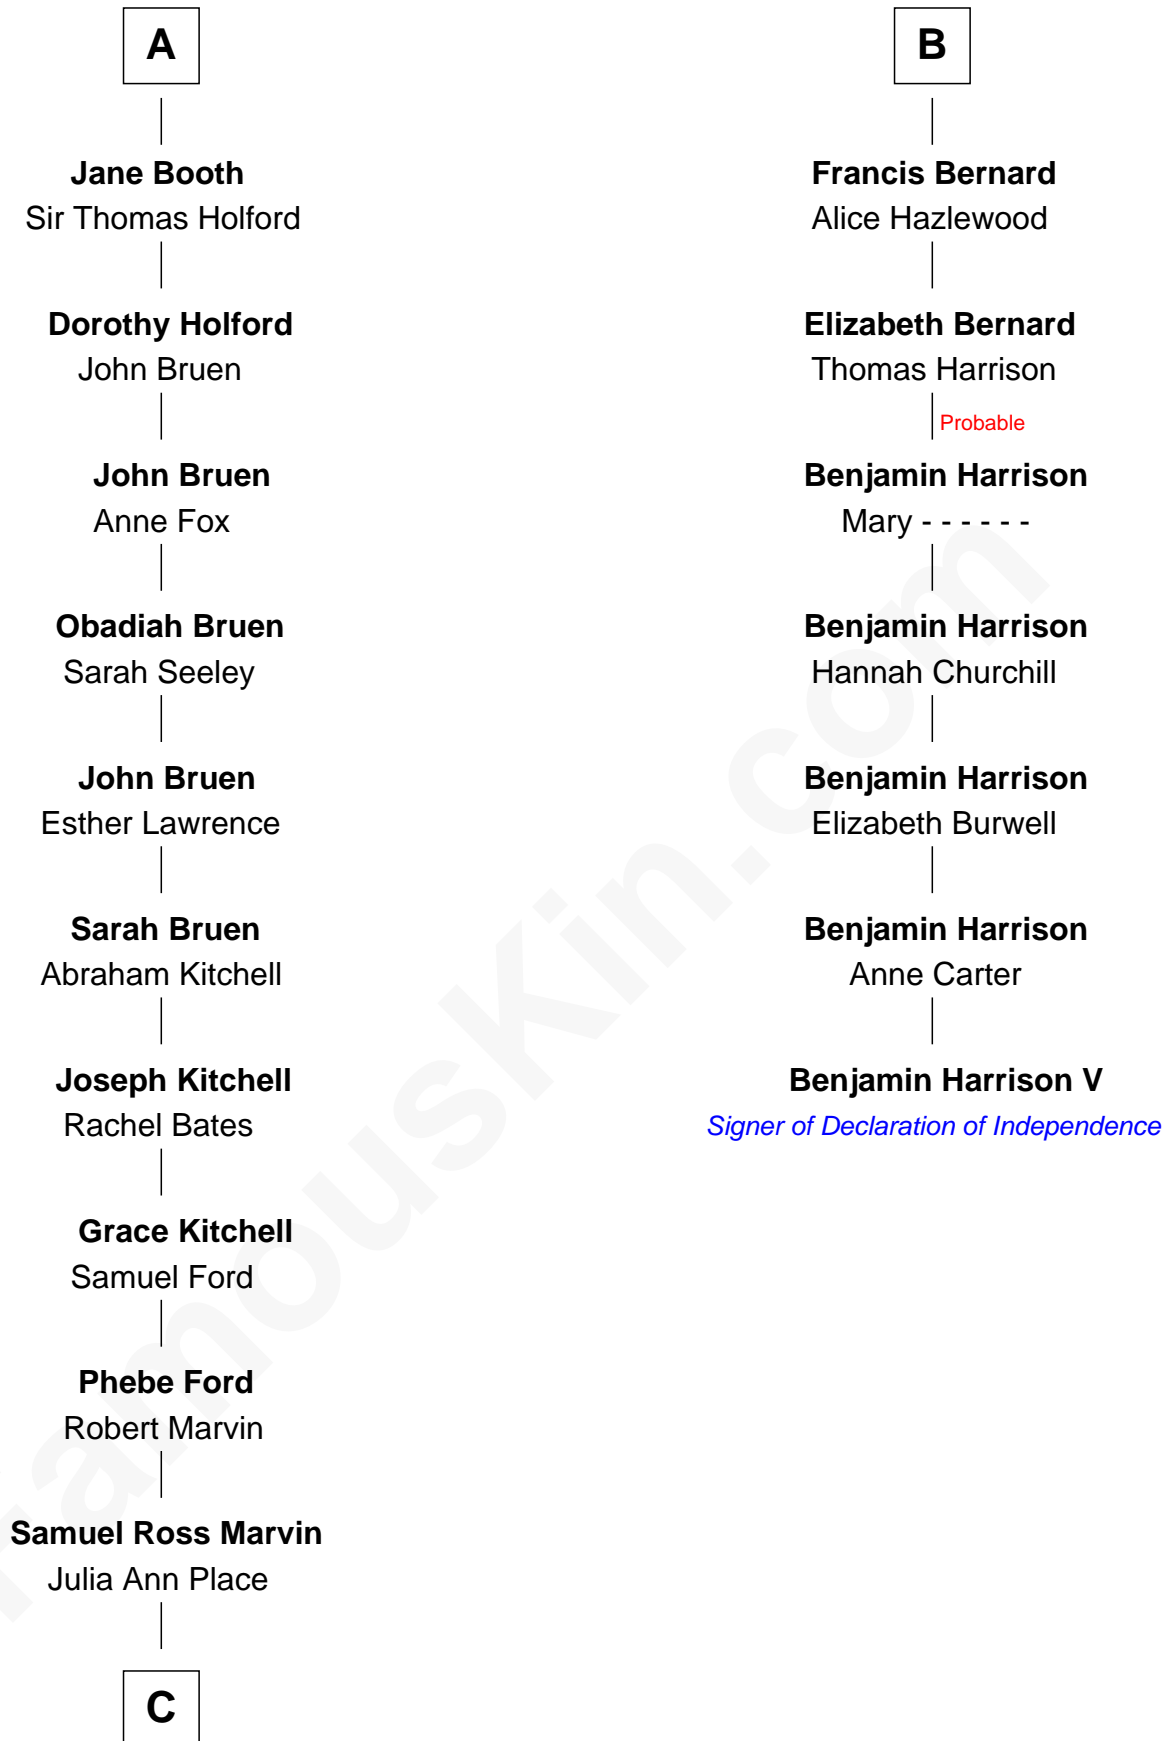 A
Jane Booth
Sir Thomas Holford
Dorothy Holford
John Bruen
John Bruen
Anne Fox
Obadiah Bruen
Sarah Seeley
John Bruen
Esther Lawrence
Sarah Bruen
Abraham Kitchell
Joseph Kitchell
Rachel Bates
Grace Kitchell
Samuel Ford
Phebe Ford
Robert Marvin
Samuel Ross Marvin
Julia Ann Place
C
B
Francis Bernard
Alice Hazlewood
Elizabeth Bernard
Thomas Harrison
Probable
Benjamin Harrison
Mary - - - - - -
Benjamin Harrison
Hannah Churchill
Benjamin Harrison
Elizabeth Burwell
Benjamin Harrison
Anne Carter
Benjamin Harrison V
Signer of Declaration of Independence
FamousKin.com